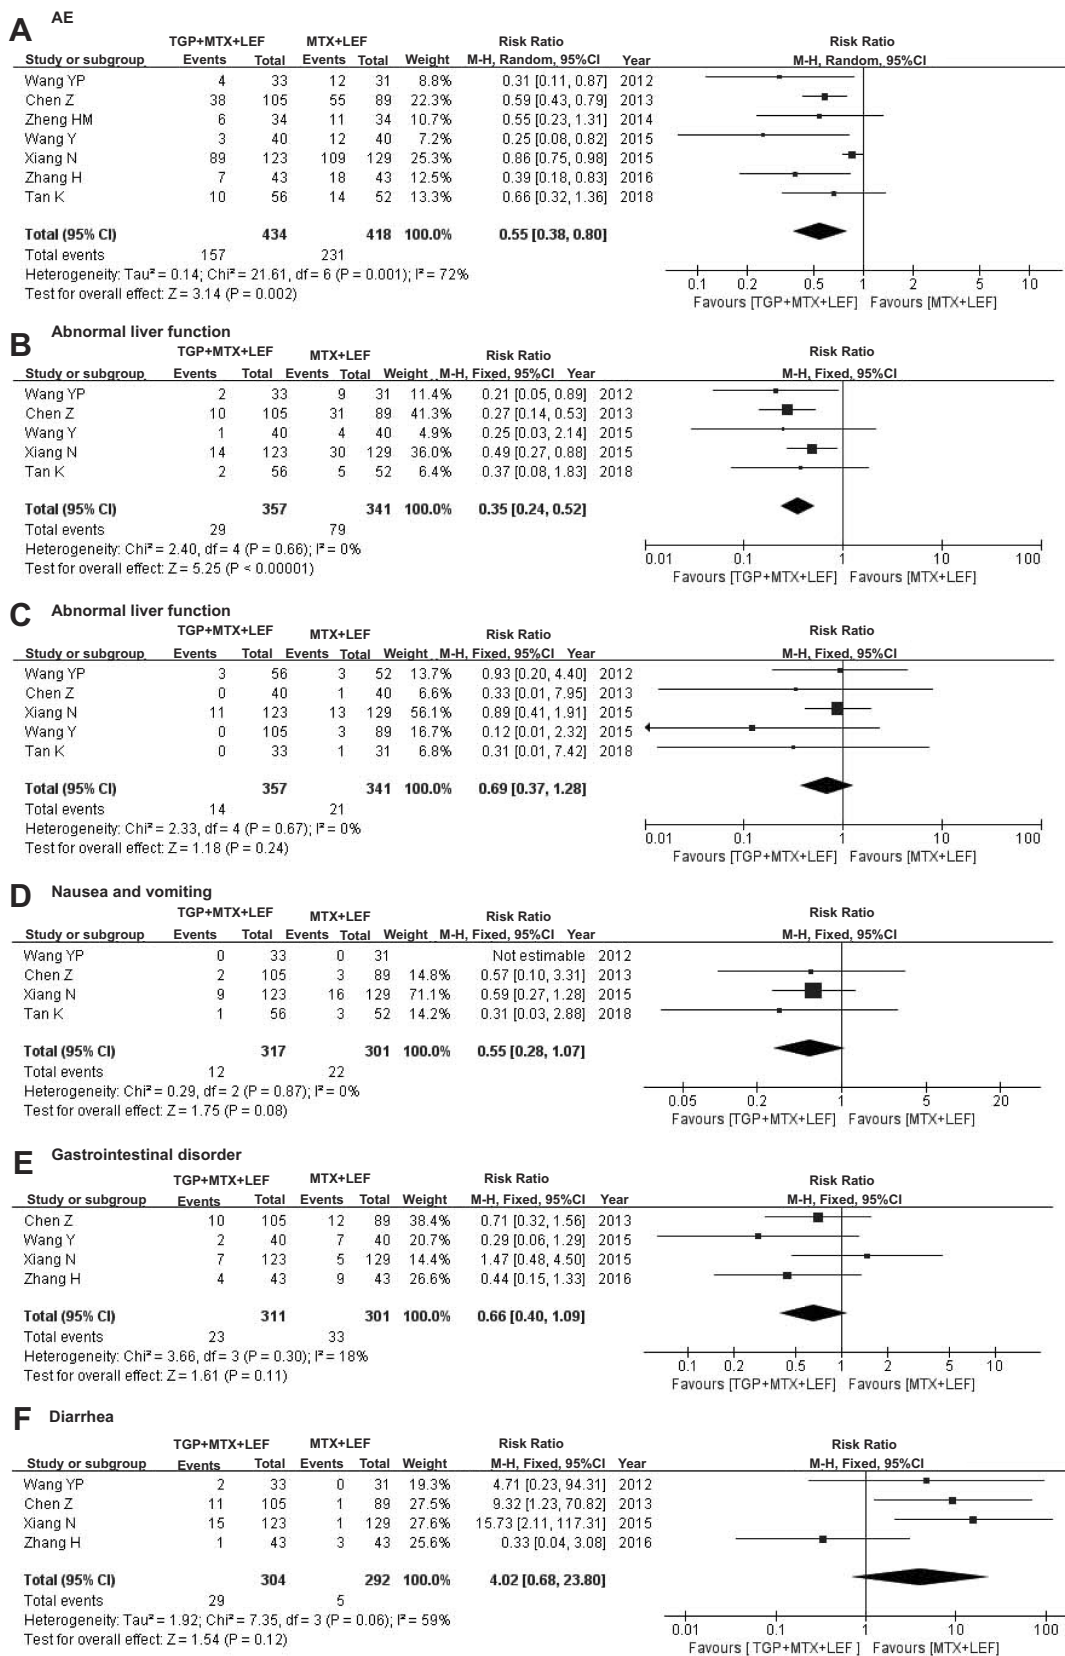 A AE
TGP+MTX+LEF MTX+LEF Risk Ratio Risk Ratio
Study or subgroup Events Total Events Total Weight M-H, Random, 95%CI Year M-H, Random, 95%CI
Wang YP 4 33 12 31 8.8% 0.31 [0.11, 0.87] 2012
Chen Z 38 105 55 89 22.3% 0.59 [0.43, 0.79] 2013
Zheng HM 6 34 11 34 10.7% 0.55 [0.23, 1.31] 2014
Wang Y 3 40 12 40 7.2% 0.25 [0.08, 0.82] 2015
Xiang N 89 123 109 129 25.3% 0.86 [0.75, 0.98] 2015
Zhang H 7 43 18 43 12.5% 0.39 [0.18, 0.83] 2016
Tan K 10 56 14 52 13.3% 0.66 [0.32, 1.36] 2018
Total (95% CI) 434 418 100.0% 0.55 [0.38, 0.80]
Total events 157 231
Heterogeneity: Tau² = 0.14; Chi² = 21.61, df = 6 (P = 0.001); I² = 72%
Test for overall effect: Z = 3.14 (P = 0.002)
0.1 0.2 0.5 1 2 5 10
Favours [TGP+MTX+LEF] Favours [MTX+LEF]
B Abnormal liver function
TGP+MTX+LEF MTX+LEF Risk Ratio Risk Ratio
Study or subgroup Events Total Events Total Weight M-H, Fixed, 95%CI Year M-H, Fixed, 95%CI
Wang YP 2 33 9 31 11.4% 0.21 [0.05, 0.89] 2012
Chen Z 10 105 31 89 41.3% 0.27 [0.14, 0.53] 2013
Wang Y 1 40 4 40 4.9% 0.25 [0.03, 2.14] 2015
Xiang N 14 123 30 129 36.0% 0.49 [0.27, 0.88] 2015
Tan K 2 56 5 52 6.4% 0.37 [0.08, 1.83] 2018
Total (95% CI) 357 341 100.0% 0.35 [0.24, 0.52]
Total events 29 79
Heterogeneity: Chi² = 2.40, df = 4 (P = 0.66); I² = 0%
Test for overall effect: Z = 5.25 (P < 0.00001)
0.01 0.1 1 10 100
Favours [TGP+MTX+LEF] Favours [MTX+LEF]
C Abnormal liver function
TGP+MTX+LEF MTX+LEF Risk Ratio Risk Ratio
Study or subgroup Events Total Events Total Weight M-H, Fixed, 95%CI Year M-H, Fixed, 95%CI
Wang YP 3 56 3 52 13.7% 0.93 [0.20, 4.40] 2012
Chen Z 0 40 1 40 6.6% 0.33 [0.01, 7.95] 2013
Xiang N 11 123 13 129 56.1% 0.89 [0.41, 1.91] 2015
Wang Y 0 105 3 89 16.7% 0.12 [0.01, 2.32] 2015
Tan K 0 33 1 31 6.8% 0.31 [0.01, 7.42] 2018
Total (95% CI) 357 341 100.0% 0.69 [0.37, 1.28]
Total events 14 21
Heterogeneity: Chi² = 2.33, df = 4 (P = 0.67); I² = 0%
Test for overall effect: Z = 1.18 (P = 0.24)
0.01 0.1 1 10 100
Favours [TGP+MTX+LEF] Favours [MTX+LEF]
D Nausea and vomiting
TGP+MTX+LEF MTX+LEF Risk Ratio Risk Ratio
Study or subgroup Events Total Events Total Weight M-H, Fixed, 95%CI Year M-H, Fixed, 95%CI
Wang YP 0 33 0 31 Not estimable 2012
Chen Z 2 105 3 89 14.8% 0.57 [0.10, 3.31] 2013
Xiang N 9 123 16 129 71.1% 0.59 [0.27, 1.28] 2015
Tan K 1 56 3 52 14.2% 0.31 [0.03, 2.88] 2018
Total (95% CI) 317 301 100.0% 0.55 [0.28, 1.07]
Total events 12 22
Heterogeneity: Chi² = 0.29, df = 2 (P = 0.87); I² = 0%
Test for overall effect: Z = 1.75 (P = 0.08)
0.05 0.2 1 5 20
Favours [TGP+MTX+LEF] Favours [MTX+LEF]
E Gastrointestinal disorder
TGP+MTX+LEF MTX+LEF Risk Ratio Risk Ratio
Study or subgroup Events Total Events Total Weight M-H, Fixed, 95%CI Year M-H, Fixed, 95%CI
Chen Z 10 105 12 89 38.4% 0.71 [0.32, 1.56] 2013
Wang Y 2 40 7 40 20.7% 0.29 [0.06, 1.29] 2015
Xiang N 7 123 5 129 14.4% 1.47 [0.48, 4.50] 2015
Zhang H 4 43 9 43 26.6% 0.44 [0.15, 1.33] 2016
Total (95% CI) 311 301 100.0% 0.66 [0.40, 1.09]
Total events 23 33
Heterogeneity: Chi² = 3.66, df = 3 (P = 0.30); I² = 18%
Test for overall effect: Z = 1.61 (P = 0.11)
0.1 0.2 0.5 1 2 5 10
Favours [TGP+MTX+LEF] Favours [MTX+LEF]
F Diarrhea
TGP+MTX+LEF MTX+LEF Risk Ratio Risk Ratio
Study or subgroup Events Total Events Total Weight M-H, Fixed, 95%CI Year M-H, Fixed, 95%CI
Wang YP 2 33 0 31 19.3% 4.71 [0.23, 94.31] 2012
Chen Z 11 105 1 89 27.5% 9.32 [1.23, 70.82] 2013
Xiang N 15 123 1 129 27.6% 15.73 [2.11, 117.31] 2015
Zhang H 1 43 3 43 25.6% 0.33 [0.04, 3.08] 2016
Total (95% CI) 304 292 100.0% 4.02 [0.68, 23.80]
Total events 29 5
Heterogeneity: Tau² = 1.92; Chi² = 7.35, df = 3 (P = 0.06); I² = 59%
Test for overall effect: Z = 1.54 (P = 0.12)
0.01 0.1 1 10 100
Favours [ TGP+MTX+LEF ] Favours [MTX+LEF]